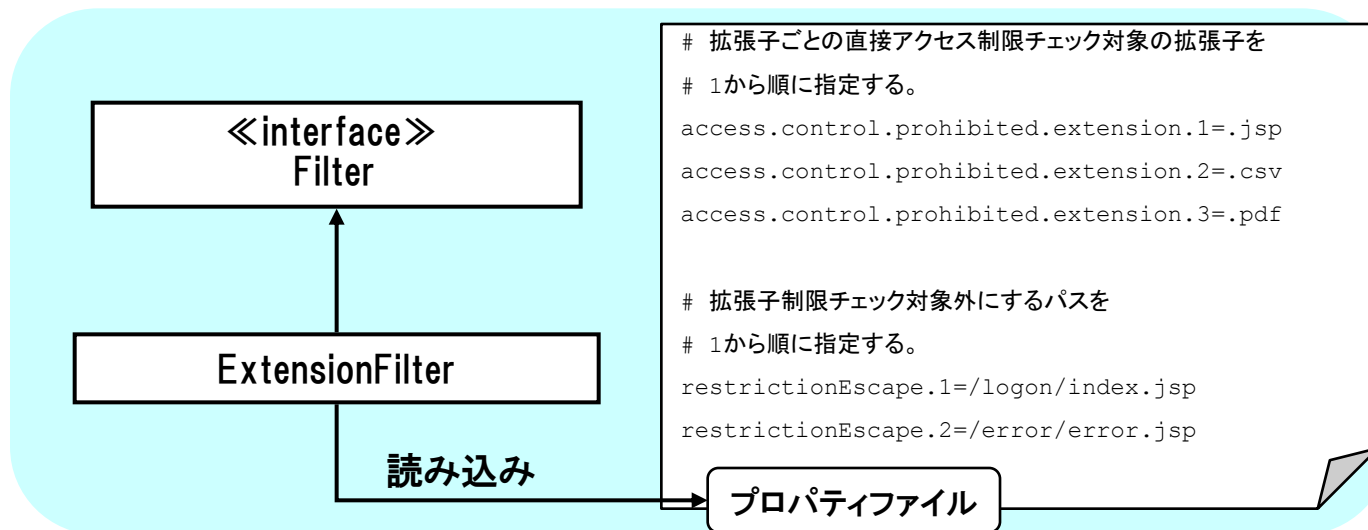 ≪interface≫
Filter
ExtensionFilter
読み込み
# 拡張子ごとの直接アクセス制限チェック対象の拡張子を
# 1から順に指定する。
access.control.prohibited.extension.1=.jsp
access.control.prohibited.extension.2=.csv
access.control.prohibited.extension.3=.pdf
# 拡張子制限チェック対象外にするパスを
# 1から順に指定する。
restrictionEscape.1=/logon/index.jsp
restrictionEscape.2=/error/error.jsp
プロパティファイル